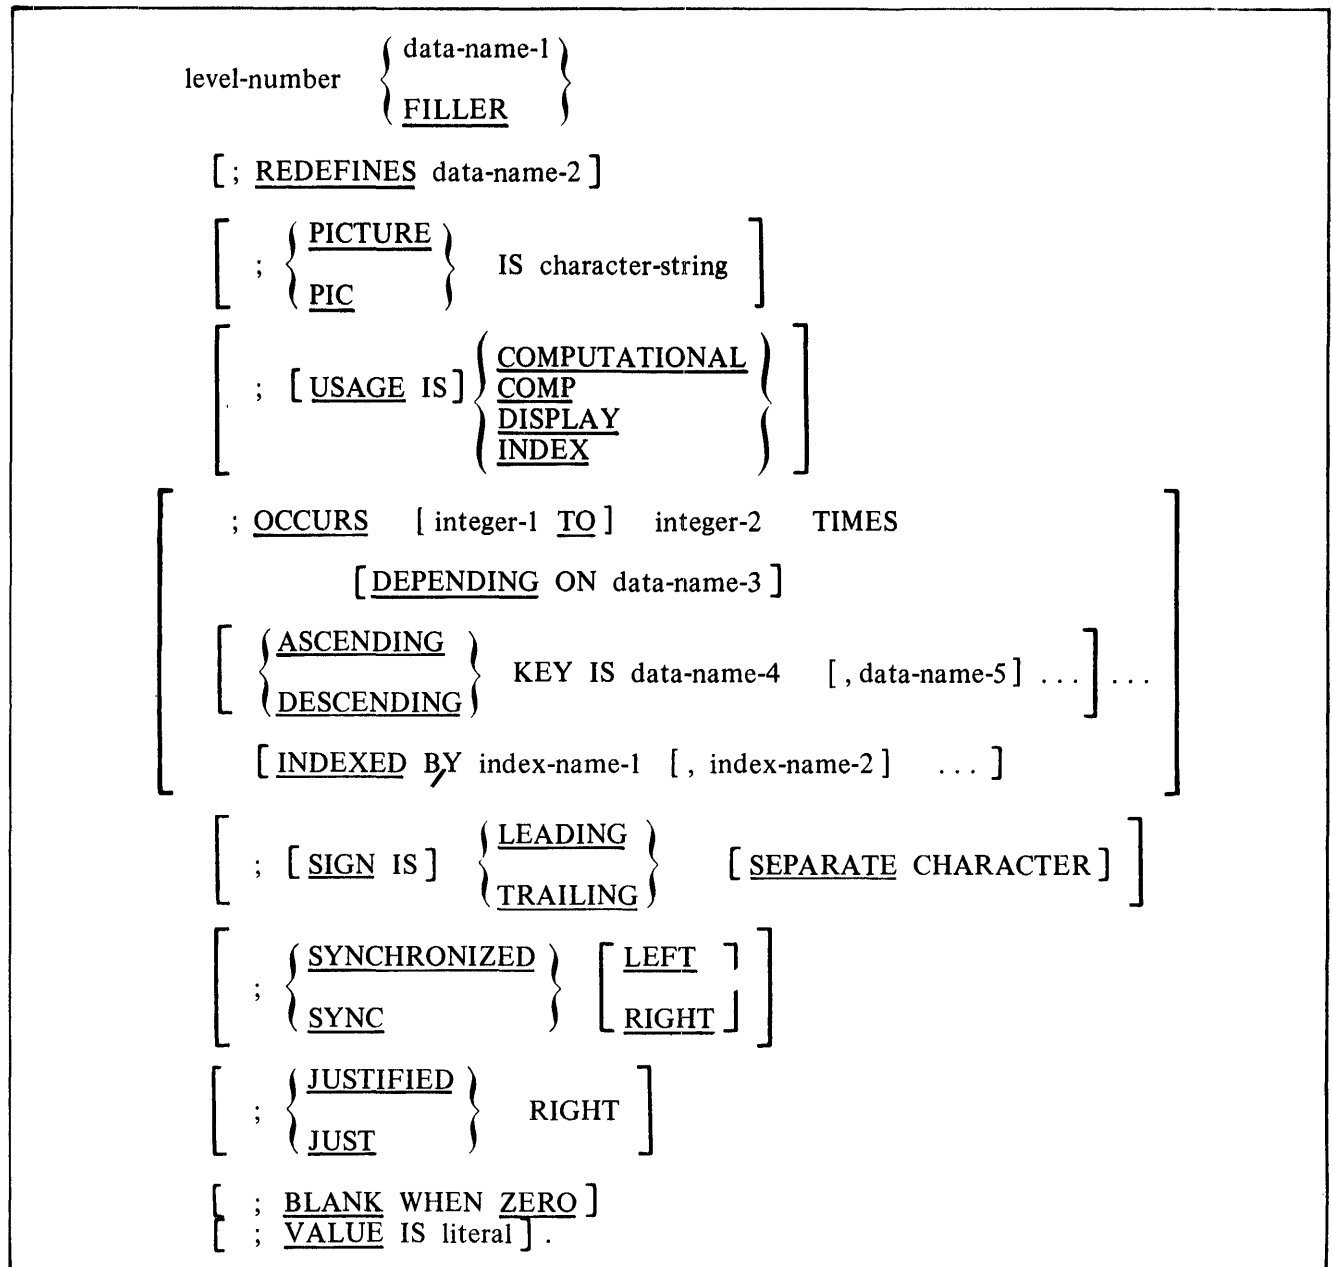 data-name-1
level-number
FILLER
[ ; REDEFINES data-name-2 ]
PICTURE
; IS character-string
PIC
COMPUTATIONAL
; [ USAGE IS ] COMP
DISPLAY
INDEX
; OCCURS [ integer-1 TO ] integer-2 TIMES
[ DEPENDING ON data-name-3 ]
ASCENDING
KEY IS data-name-4 [ , data-name-5 ] ... ] ...
DESCENDING
[ INDEXED BY index-name-1 [ , index-name-2 ] ... ]
LEADING
; [ SIGN IS ] [ SEPARATE CHARACTER ]
TRAILING
SYNCHRONIZED LEFT
;
SYNC RIGHT
JUSTIFIED
; RIGHT
JUST
[ ; BLANK WHEN ZERO ]
[ ; VALUE IS literal ] .